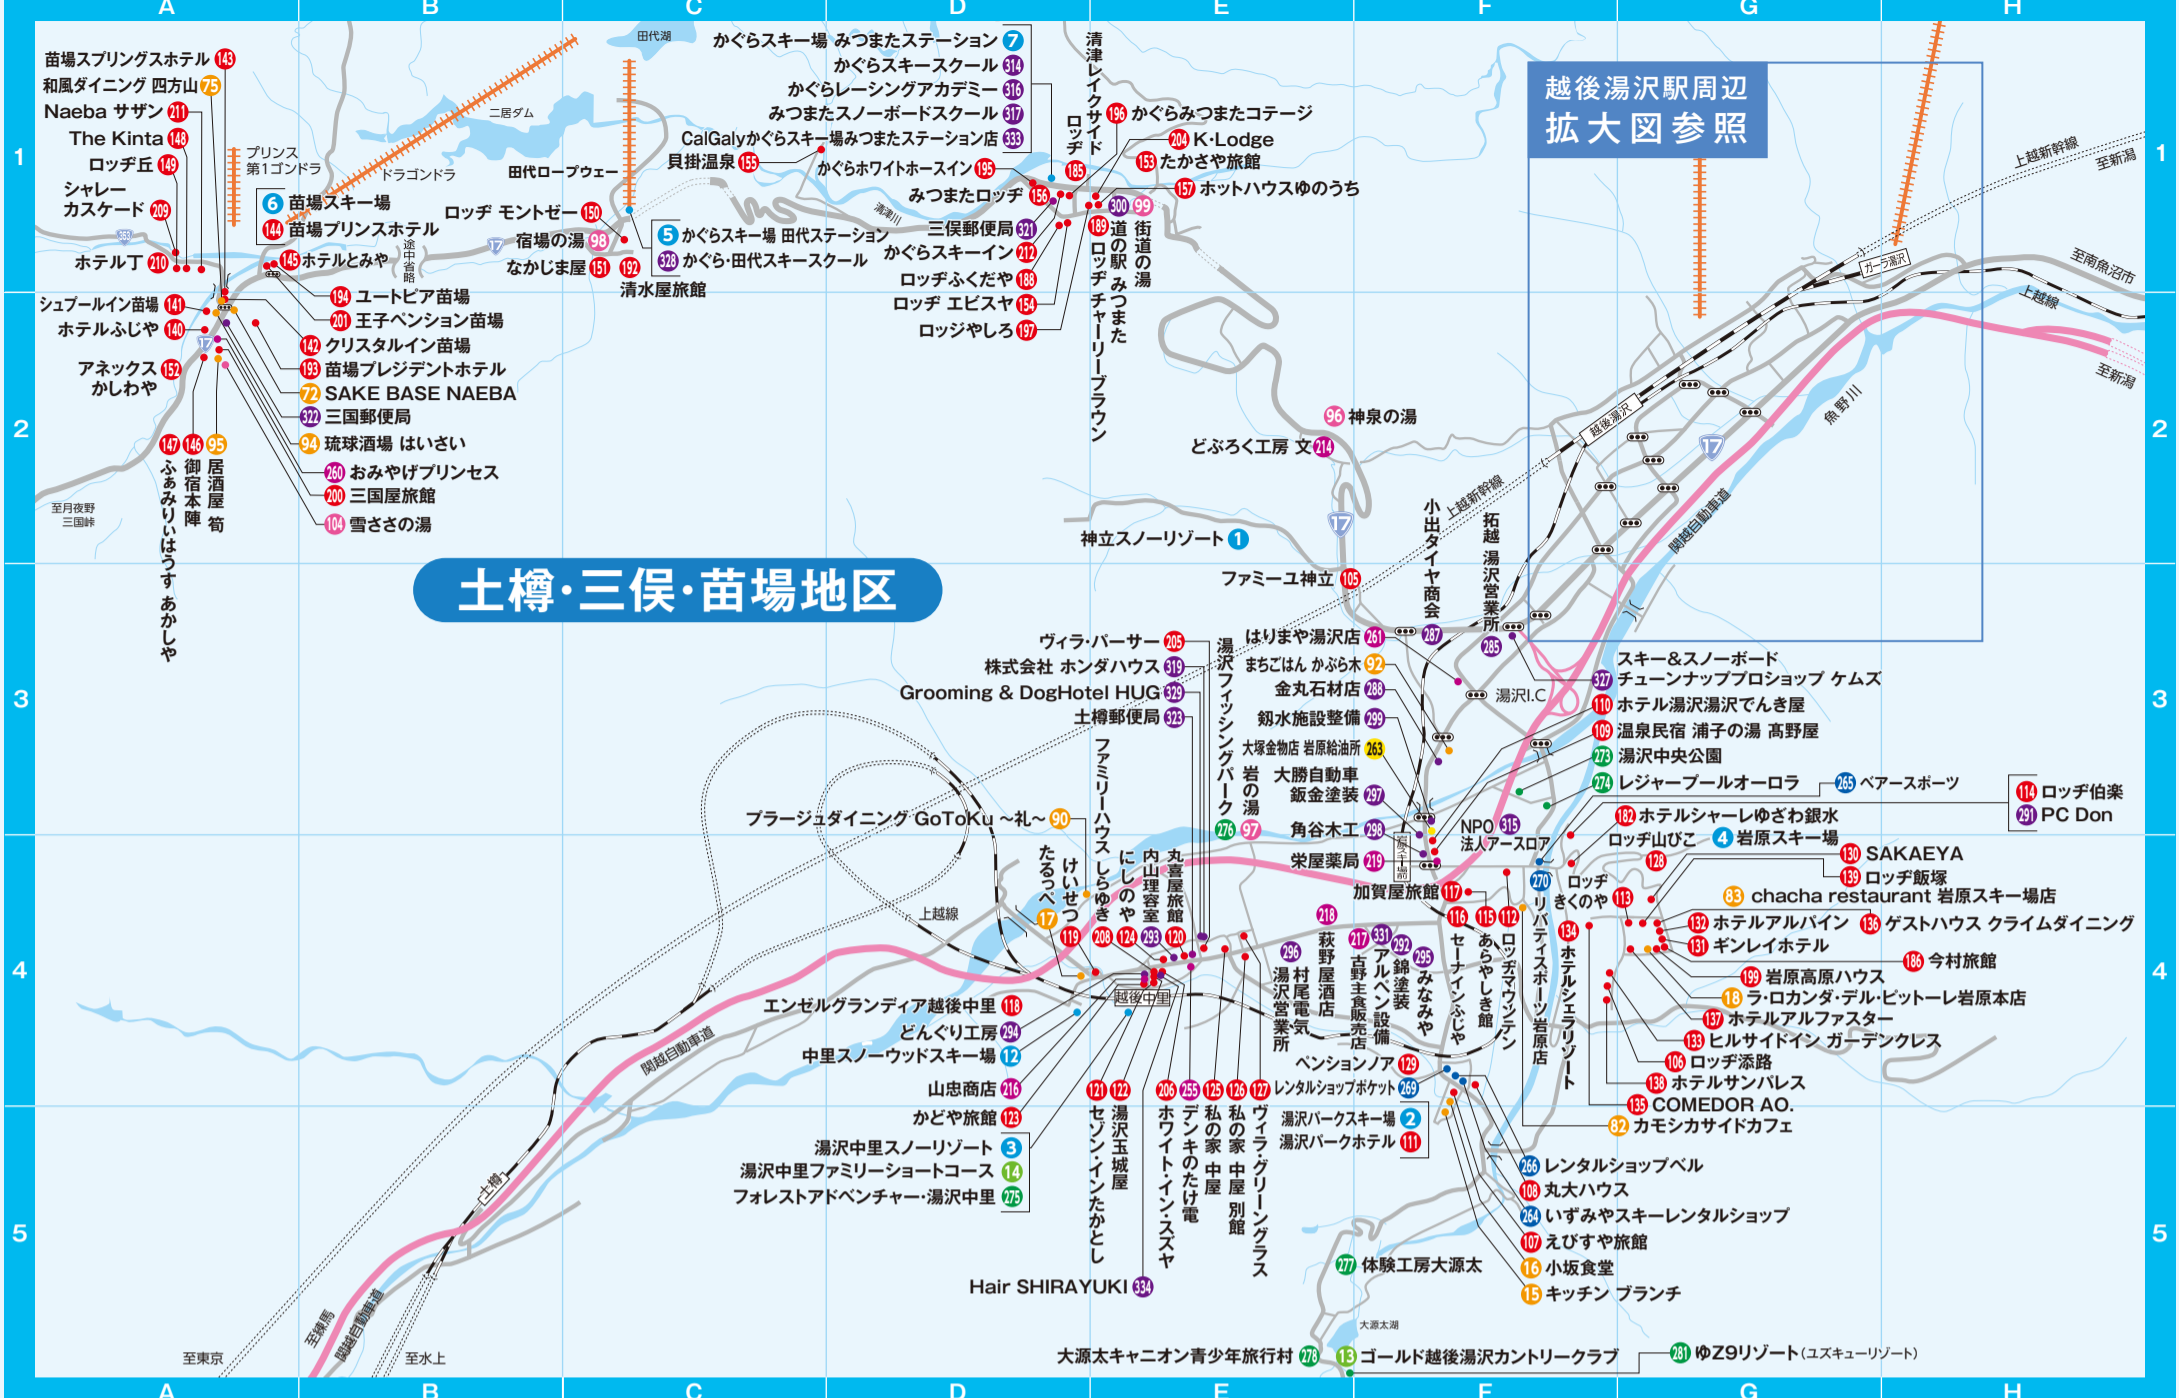 A B C D E F G H
1
2
3
4
5
土樽・三俣・苗場地区
越後湯沢駅周辺
拡大図参照
苗場スプリングスホテル 143
和風ダイニング 四方山 75
Naeba サザン 211
The Kinta 148
ロッヂ丘 149
シャレー
カスケード 209
ホテル丁 210
シュプールイン苗場 141
ホテルふじや 140
アネックス
かしわや 152
147 ふぁみりぃはうす あかしや
146 御宿本陣
95 居酒屋 筍
至月夜野
三国峠
353
17
プリンス
第1ゴンドラ
6 苗場スキー場
144 苗場プリンスホテル
145 ホテルとみや
194 ユートピア苗場
201 王子ペンション苗場
142 クリスタルイン苗場
193 苗場プレジデントホテル
72 SAKE BASE NAEBA
322 三国郵便局
94 琉球酒場 はいさい
260 おみやげプリンセス
200 三国屋旅館
104 雪ささの湯
ドラゴンドラ
二居ダム
途中省略
17
田代湖
田代ロープウェー
ロッヂ モントゼー 150
宿場の湯 98
なかじま屋 151
192
清水屋旅館
5 かぐらスキー場 田代ステーション
328 かぐら・田代スキースクール
貝掛温泉 155
清津川
かぐらスキー場 みつまたステーション 7
かぐらスキースクール 314
かぐらレーシングアカデミー 316
みつまたスノーボードスクール 317
CalGalyかぐらスキー場みつまたステーション店 333
かぐらホワイトホースイン 195
みつまたロッヂ 156
三俣郵便局 321
かぐらスキーイン 212
ロッヂふくだや 188
ロッヂ エビスヤ 154
ロッジやしろ 197
清津レイクサイド
ロッヂ
185
196 かぐらみつまたコテージ
204 K・Lodge
153 たかさや旅館
157 ホットハウスゆのうち
300 道の駅 みつまた
99 街道の湯
189 ロッヂ チャーリーブラウン
96 神泉の湯
どぶろく工房 文 214
17
神立スノーリゾート 1
ファミーユ神立 105
上越新幹線
小出タイヤ商会 287
拓越 湯沢営業所 285
上越新幹線
至新潟
ガーラ湯沢
至南魚沼市
上越線
至新潟
越後湯沢
魚野川
17
関越自動車道
湯沢I.C
ヴィラ・パーサー 205
株式会社 ホンダハウス 319
Grooming & DogHotel HUG 329
土樽郵便局 323
湯沢フィッシングパーク 276
岩の湯 97
はりまや湯沢店 261
まちごはん かぶら木 92
金丸石材店 288
釼水施設整備 299
大塚金物店 岩原給油所 263
大勝自動車
鈑金塗装 297
角谷木工 298
栄屋薬局 219
岩原スキー場前
加賀屋旅館 117
NPO 315
法人アースロア
スキー&スノーボード
327 チューンナッププロショップ ケムズ
110 ホテル湯沢湯沢でんき屋
109 温泉民宿 浦子の湯 髙野屋
273 湯沢中央公園
274 レジャープールオーロラ
265 ベアースポーツ
114 ロッヂ伯楽
291 PC Don
182 ホテルシャーレゆざわ銀水
ロッヂ山びこ
128
4 岩原スキー場
130 SAKAEYA
139 ロッヂ飯塚
83 chacha restaurant 岩原スキー場店
132 ホテルアルパイン
136 ゲストハウス クライムダイニング
131 ギンレイホテル
186 今村旅館
199 岩原高原ハウス
18 ラ・ロカンダ・デル・ピットーレ岩原本店
137 ホテルアルファスター
133 ヒルサイドイン ガーデンクレス
106 ロッヂ添路
138 ホテルサンパレス
135 COMEDOR AO.
82 カモシカサイドカフェ
270 リバティスポーツ岩原店
ロッヂ
きくのや 113
134 ホテルシェラリゾート
116 セーナインふじや
115 あらやしき館
112 ロッヂマウンテン
プラージュダイニング GoToKu ～礼～ 90
たるっぺ 17
けいせつ 119
ファミリーハウス しらゆき 208
にしのや 124
内山理容室 293
丸喜屋旅館 120
上越線
越後中里
218 萩野屋酒店
296 村尾電気
湯沢営業所
217 古野主食販売店
331 アルペン設備
292 錦塗装
295 みなみや
エンゼルグランディア越後中里 118
どんぐり工房 294
中里スノーウッドスキー場 12
山忠商店 216
かどや旅館 123
湯沢中里スノーリゾート 3
湯沢中里ファミリーショートコース 14
フォレストアドベンチャー・湯沢中里 275
121 セゾン・インたかとし
122 湯沢玉城屋
206 ホワイト・イン・スズヤ
255 デンキのたけ電
125 私の家 中屋
126 私の家 中屋 別館
127 ヴィラ・グリーングラス
Hair SHIRAYUKI 334
ペンションノア 129
レンタルショップポケット 269
湯沢パークスキー場 2
湯沢パークホテル 111
266 レンタルショップベル
108 丸大ハウス
264 いずみやスキーレンタルショップ
107 えびすや旅館
16 小坂食堂
15 キッチン ブランチ
277 体験工房大源太
大源太湖
大源太キャニオン青少年旅行村 278
13 ゴールド越後湯沢カントリークラブ
281 ゆZ9リゾート(ユズキューリゾート)
関越自動車道
土樽
至練馬
関越自動車道
至東京
至水上
A B C D E F G H
1
2
3
4
5